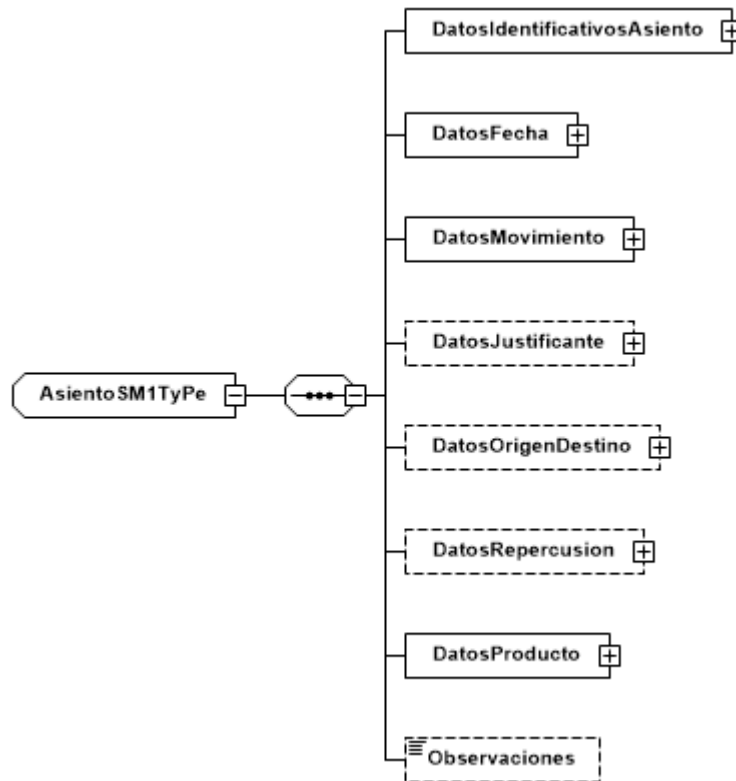 DatosIdentificativosAsiento
DatosFecha
DatosMovimiento
DatosJustificante
AsientoSM1TyPe
DatosOrigenDestino
DatosRepercusion
DatosProducto
Observaciones